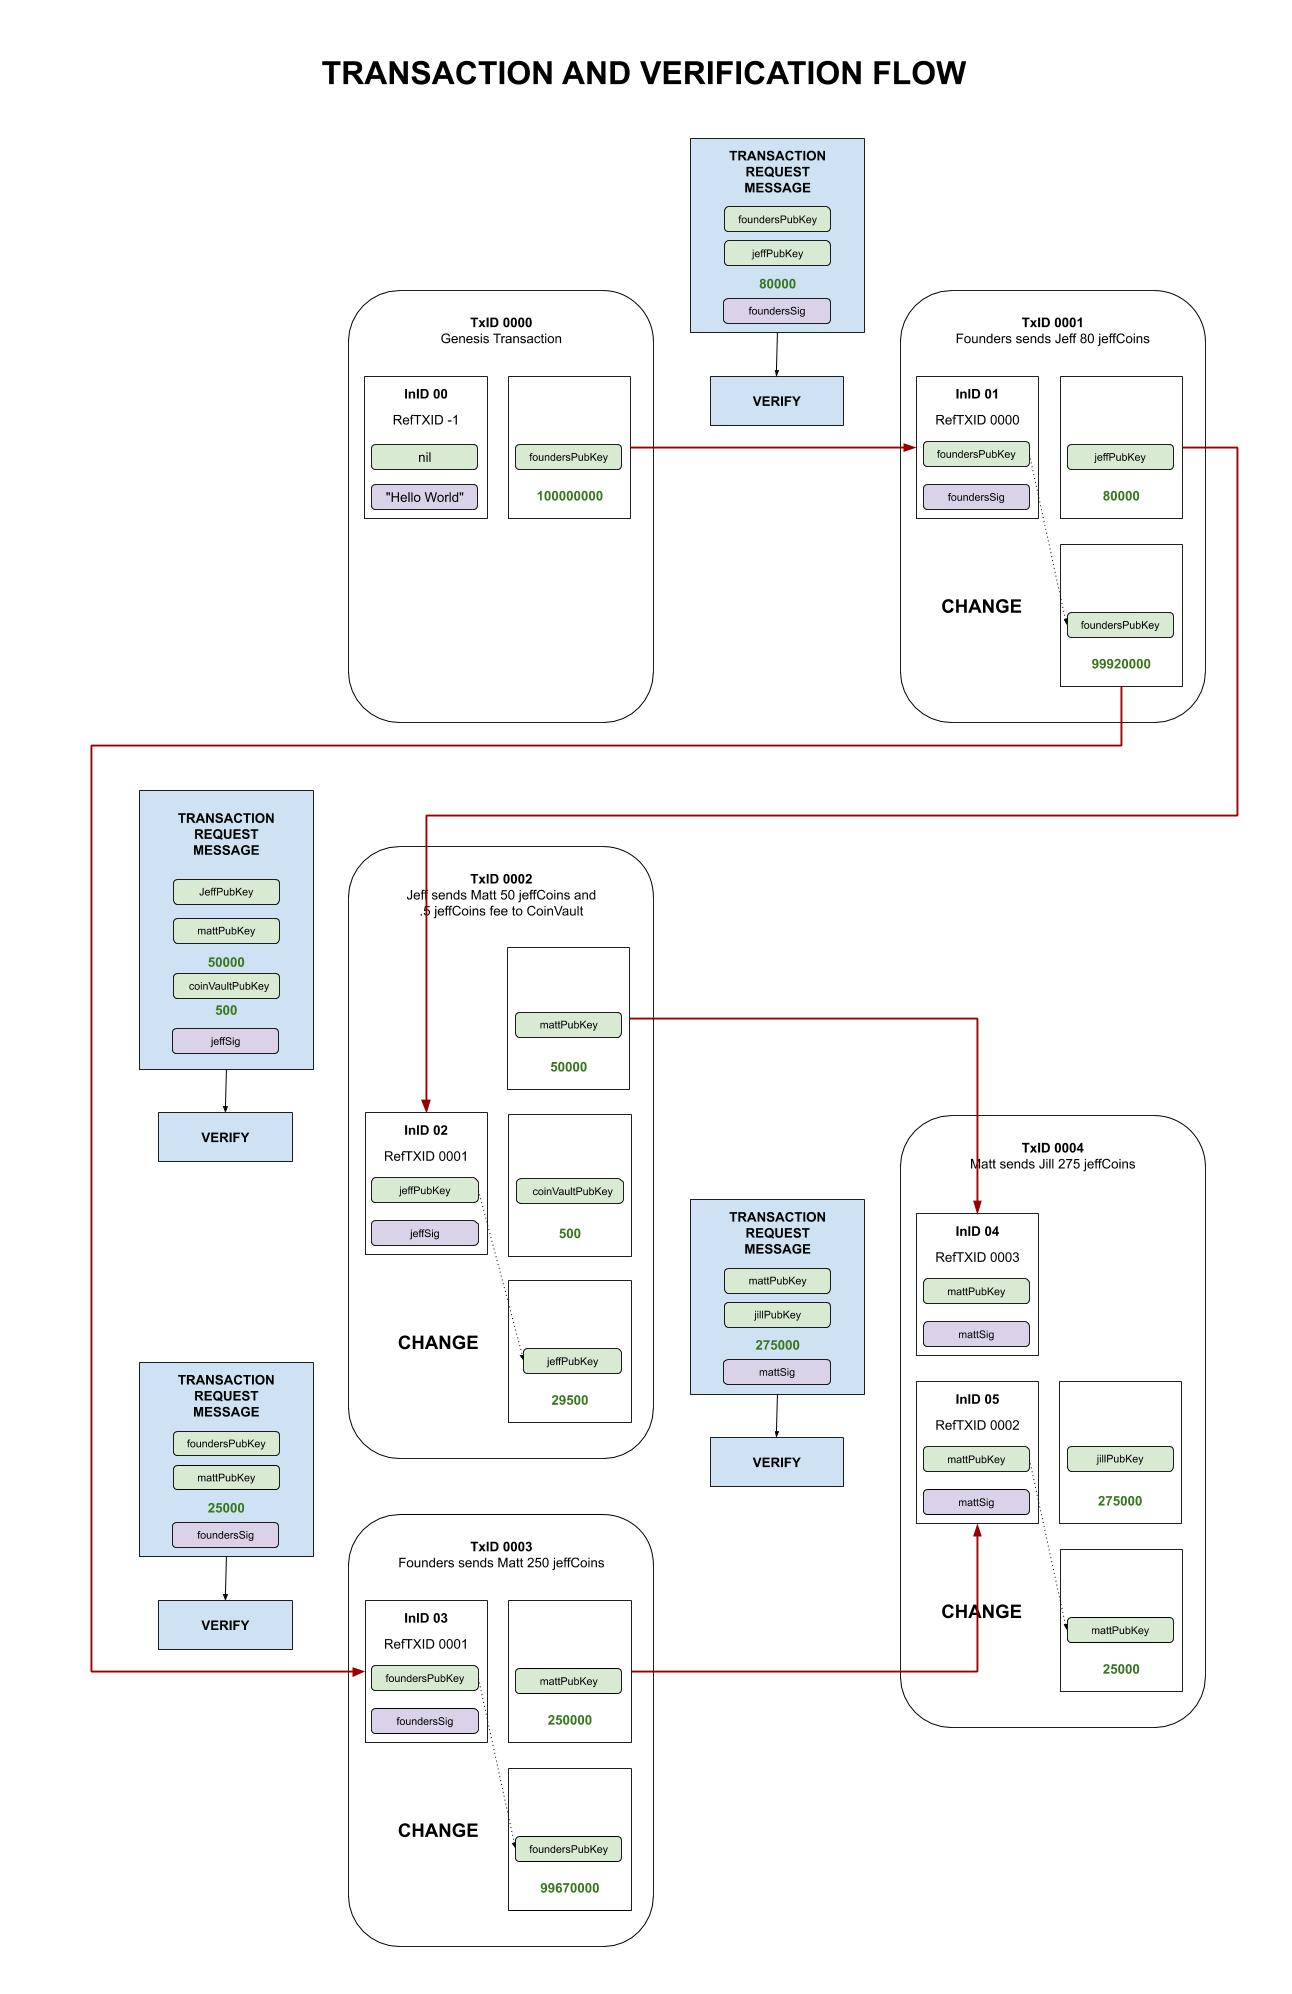 TRANSACTION AND VERIFICATION FLOW
TRANSACTION
REQUEST
MESSAGE
foundersPubKey
jeffPubKey
80000
foundersSig
VERIFY
TxID 0000
Genesis Transaction
InID 00
RefTXID -1
nil
"Hello World"
foundersPubKey
100000000
TxID 0001
Founders sends Jeff 80 jeffCoins
InID 01
RefTXID 0000
foundersPubKey
foundersSig
jeffPubKey
80000
CHANGE
foundersPubKey
99920000
TRANSACTION
REQUEST
MESSAGE
JeffPubKey
mattPubKey
50000
coinVaultPubKey
500
jeffSig
VERIFY
TxID 0002
Jeff sends Matt 50 jeffCoins and
.5 jeffCoins fee to CoinVault
mattPubKey
50000
InID 02
RefTXID 0001
jeffPubKey
jeffSig
coinVaultPubKey
500
CHANGE
jeffPubKey
29500
TRANSACTION
REQUEST
MESSAGE
mattPubKey
jillPubKey
275000
mattSig
VERIFY
TxID 0004
Matt sends Jill 275 jeffCoins
InID 04
RefTXID 0003
mattPubKey
mattSig
InID 05
RefTXID 0002
mattPubKey
mattSig
jillPubKey
275000
CHANGE
mattPubKey
25000
TRANSACTION
REQUEST
MESSAGE
foundersPubKey
mattPubKey
25000
foundersSig
VERIFY
TxID 0003
Founders sends Matt 250 jeffCoins
InID 03
RefTXID 0001
foundersPubKey
foundersSig
mattPubKey
250000
CHANGE
foundersPubKey
99670000